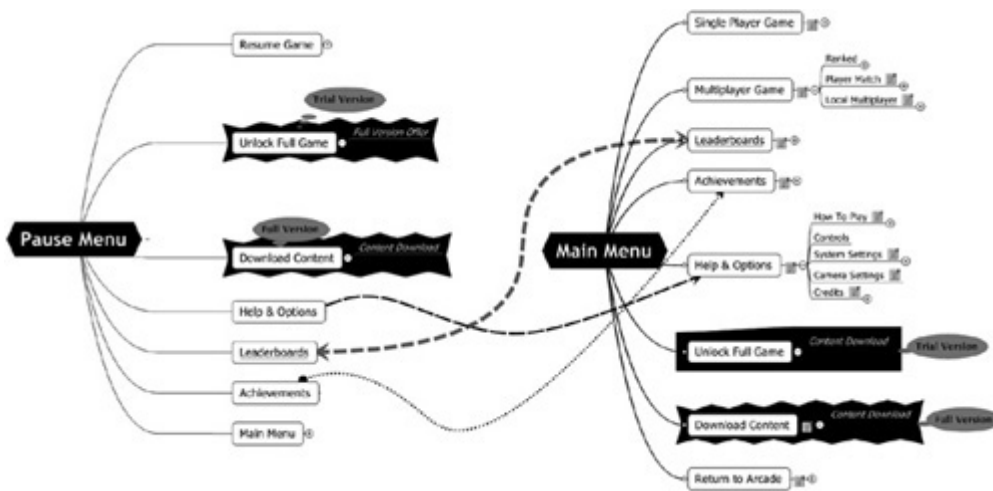 Pause Menu
Resume Game
Trial Version
Full Version Offer
Unlock Full Game
Full Version
Content Download
Download Content
Help & Options
Leaderboards
Achievements
Main Menu
Main Menu
Single Player Game
Multiplayer Game
Ranked
Player Match
Local Multiplayer
Leaderboards
Achievements
Help & Options
How To Play
Controls
System Settings
Camera Settings
Credits
Content Download
Unlock Full Game
Trial Version
Content Download
Download Content
Full Version
Return to Arcade